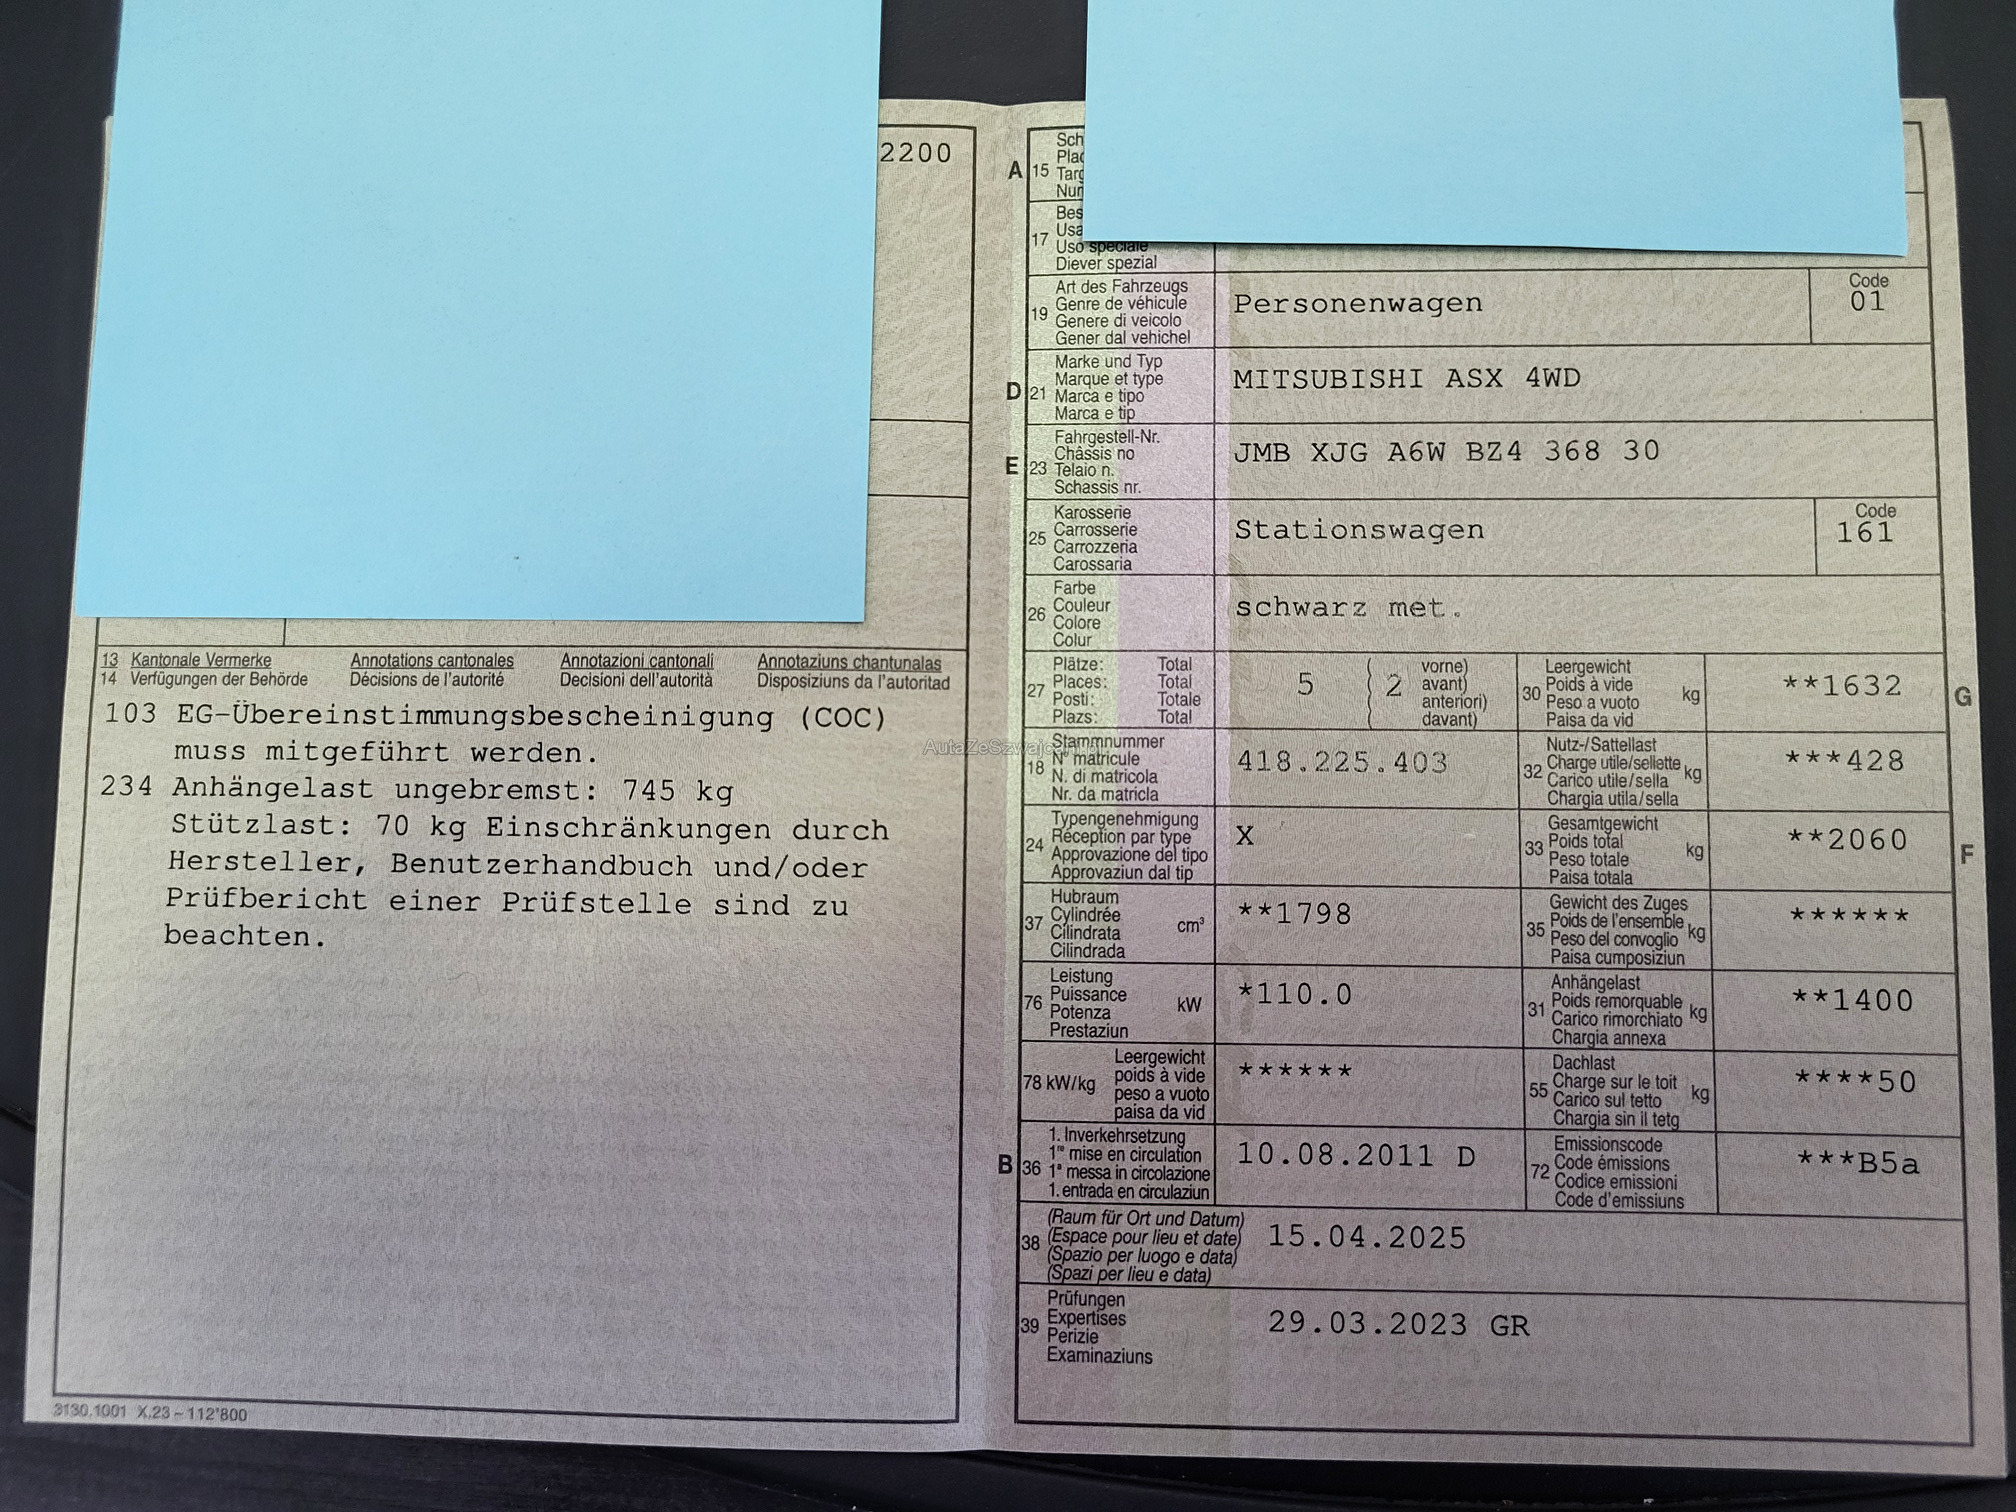 2200
13 Kantonale Vermerke Annotations cantonales Annotazioni cantonali Annotaziuns chantunalas
14 Verfügungen der Behörde Décisions de l'autorité Decisioni dell'autorità Disposiziuns da l'autoritad
103 EG-Übereinstimmungsbescheinigung (COC)
muss mitgeführt werden.
234 Anhängelast ungebremst: 745 kg
Stützlast: 70 kg Einschränkungen durch
Hersteller, Benutzerhandbuch und/oder
Prüfbericht einer Prüfstelle sind zu
beachten.
3130.1001 X.23 – 112'800
A 15
17
Uso speciale
Diever spezial
19
Art des Fahrzeugs
Genre de véhicule
Genere di veicolo
Gener dal vehichel
Personenwagen
Code
01
D 21
Marke und Typ
Marque et type
Marca e tipo
Marca e tip
MITSUBISHI ASX 4WD
E 23
Fahrgestell-Nr.
Châssis no
Telaio n.
Schassis nr.
JMB XJG A6W BZ4 368 30
25
Karosserie
Carrosserie
Carrozzeria
Carossaria
Stationswagen
Code
161
26
Farbe
Couleur
Colore
Colur
schwarz met.
27
Plätze: Total
Places: Total
Posti: Totale
Plazs: Total
5 ( 2 vorne)
avant)
anteriori)
davant)
30
Leergewicht
Poids à vide
Peso a vuoto
Paisa da vid
kg
**1632
G
18
Stammnummer
N° matricule
N. di matricola
Nr. da matricla
418.225.403
32
Nutz-/Sattellast
Charge utile/sellette
Carico utile/sella
Chargia utila/sella
kg
***428
24
Typengenehmigung
Réception par type
Approvazione del tipo
Approvaziun dal tip
X
33
Gesamtgewicht
Poids total
Peso totale
Paisa totala
kg
**2060
F
37
Hubraum
Cylindrée
Cilindrata
Cilindrada
cm³
**1798
35
Gewicht des Zuges
Poids de l'ensemble
Peso del convoglio
Paisa cumposiziun
kg
******
76
Leistung
Puissance
Potenza
Prestaziun
kW
*110.0
31
Anhängelast
Poids remorquable
Carico rimorchiato
Chargia annexa
kg
**1400
78 kW/kg
Leergewicht
poids à vide
peso a vuoto
paisa da vid
******
55
Dachlast
Charge sur le toit
Carico sul tetto
Chargia sin il tetg
kg
****50
B 36
1. Inverkehrsetzung
1re mise en circulation
1a messa in circolazione
1. entrada en circulaziun
10.08.2011 D
72
Emissionscode
Code émissions
Codice emissioni
Code d'emissiuns
***B5a
38
(Raum für Ort und Datum)
(Espace pour lieu et date)
(Spazio per luogo e data)
(Spazi per lieu e data)
15.04.2025
39
Prüfungen
Expertises
Perizie
Examinaziuns
29.03.2023 GR